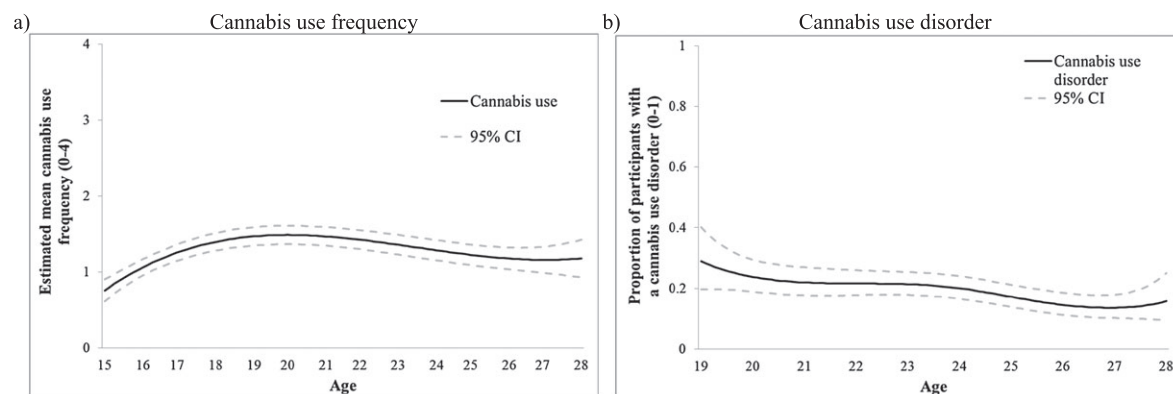 a) Cannabis use frequency
Estimated mean cannabis use
frequency (0-4)
4
3
2
1
0
Cannabis use
95% CI
15 16 17 18 19 20 21 22 23 24 25 26 27 28
Age
b) Cannabis use disorder
Proportion of participants with
a cannabis use disorder (0-1)
1
0.8
0.6
0.4
0.2
0
Cannabis use
disorder
95% CI
19 20 21 22 23 24 25 26 27 28
Age